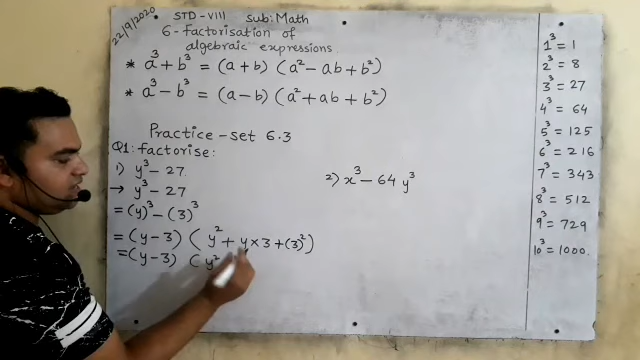 22/9/2020
STD-VIII Sub: Math
6-Factorisation of
algebraic expressions
* a³ + b³ = (a + b) (a² - ab + b²)
* a³ - b³ = (a - b) (a² + ab + b²)
Practice-set 6.3
Q1: factorise:
1) y³ - 27.
→ y³ - 27
= (y)³ - (3)³
= (y - 3) (y² + y × 3 + (3)²)
= (y - 3) (y²
2) x³ - 64 y³
1³ = 1
2³ = 8
3³ = 27
4³ = 64
5³ = 125
6³ = 216
7³ = 343
8³ = 512
9³ = 729
10³ = 1000.